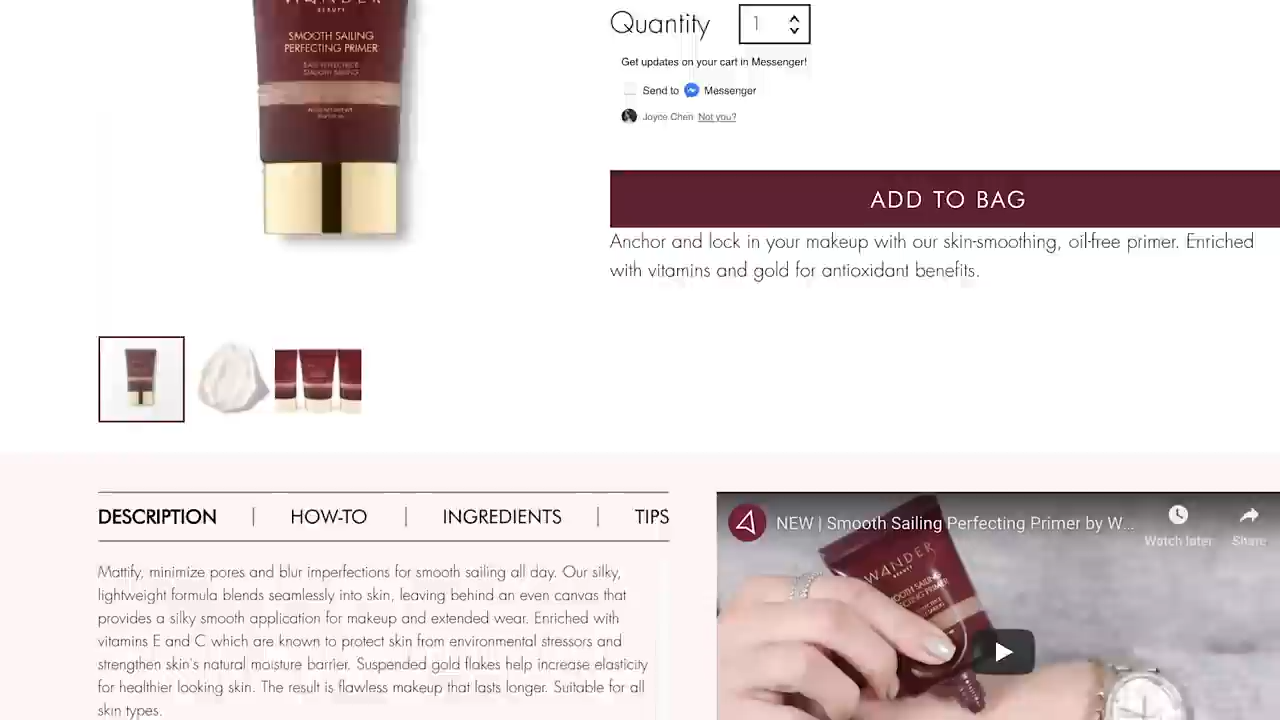 WANDER
BEAUTY
SMOOTH SAILING
PERFECTING PRIMER
Quantity 1
Get updates on your cart in Messenger!
Send to Messenger
Joyce Chen Not you?
ADD TO BAG
Anchor and lock in your makeup with our skin-smoothing, oil-free primer. Enriched
with vitamins and gold for antioxidant benefits.
DESCRIPTION | HOW-TO | INGREDIENTS | TIPS
Mattify, minimize pores and blur imperfections for smooth sailing all day. Our silky,
lightweight formula blends seamlessly into skin, leaving behind an even canvas that
provides a silky smooth application for makeup and extended wear. Enriched with
vitamins E and C which are known to protect skin from environmental stressors and
strengthen skin's natural moisture barrier. Suspended gold flakes help increase elasticity
for healthier looking skin. The result is flawless makeup that lasts longer. Suitable for all
skin types.
NEW | Smooth Sailing Perfecting Primer by W...
Watch later Share
WANDER
BEAUTY